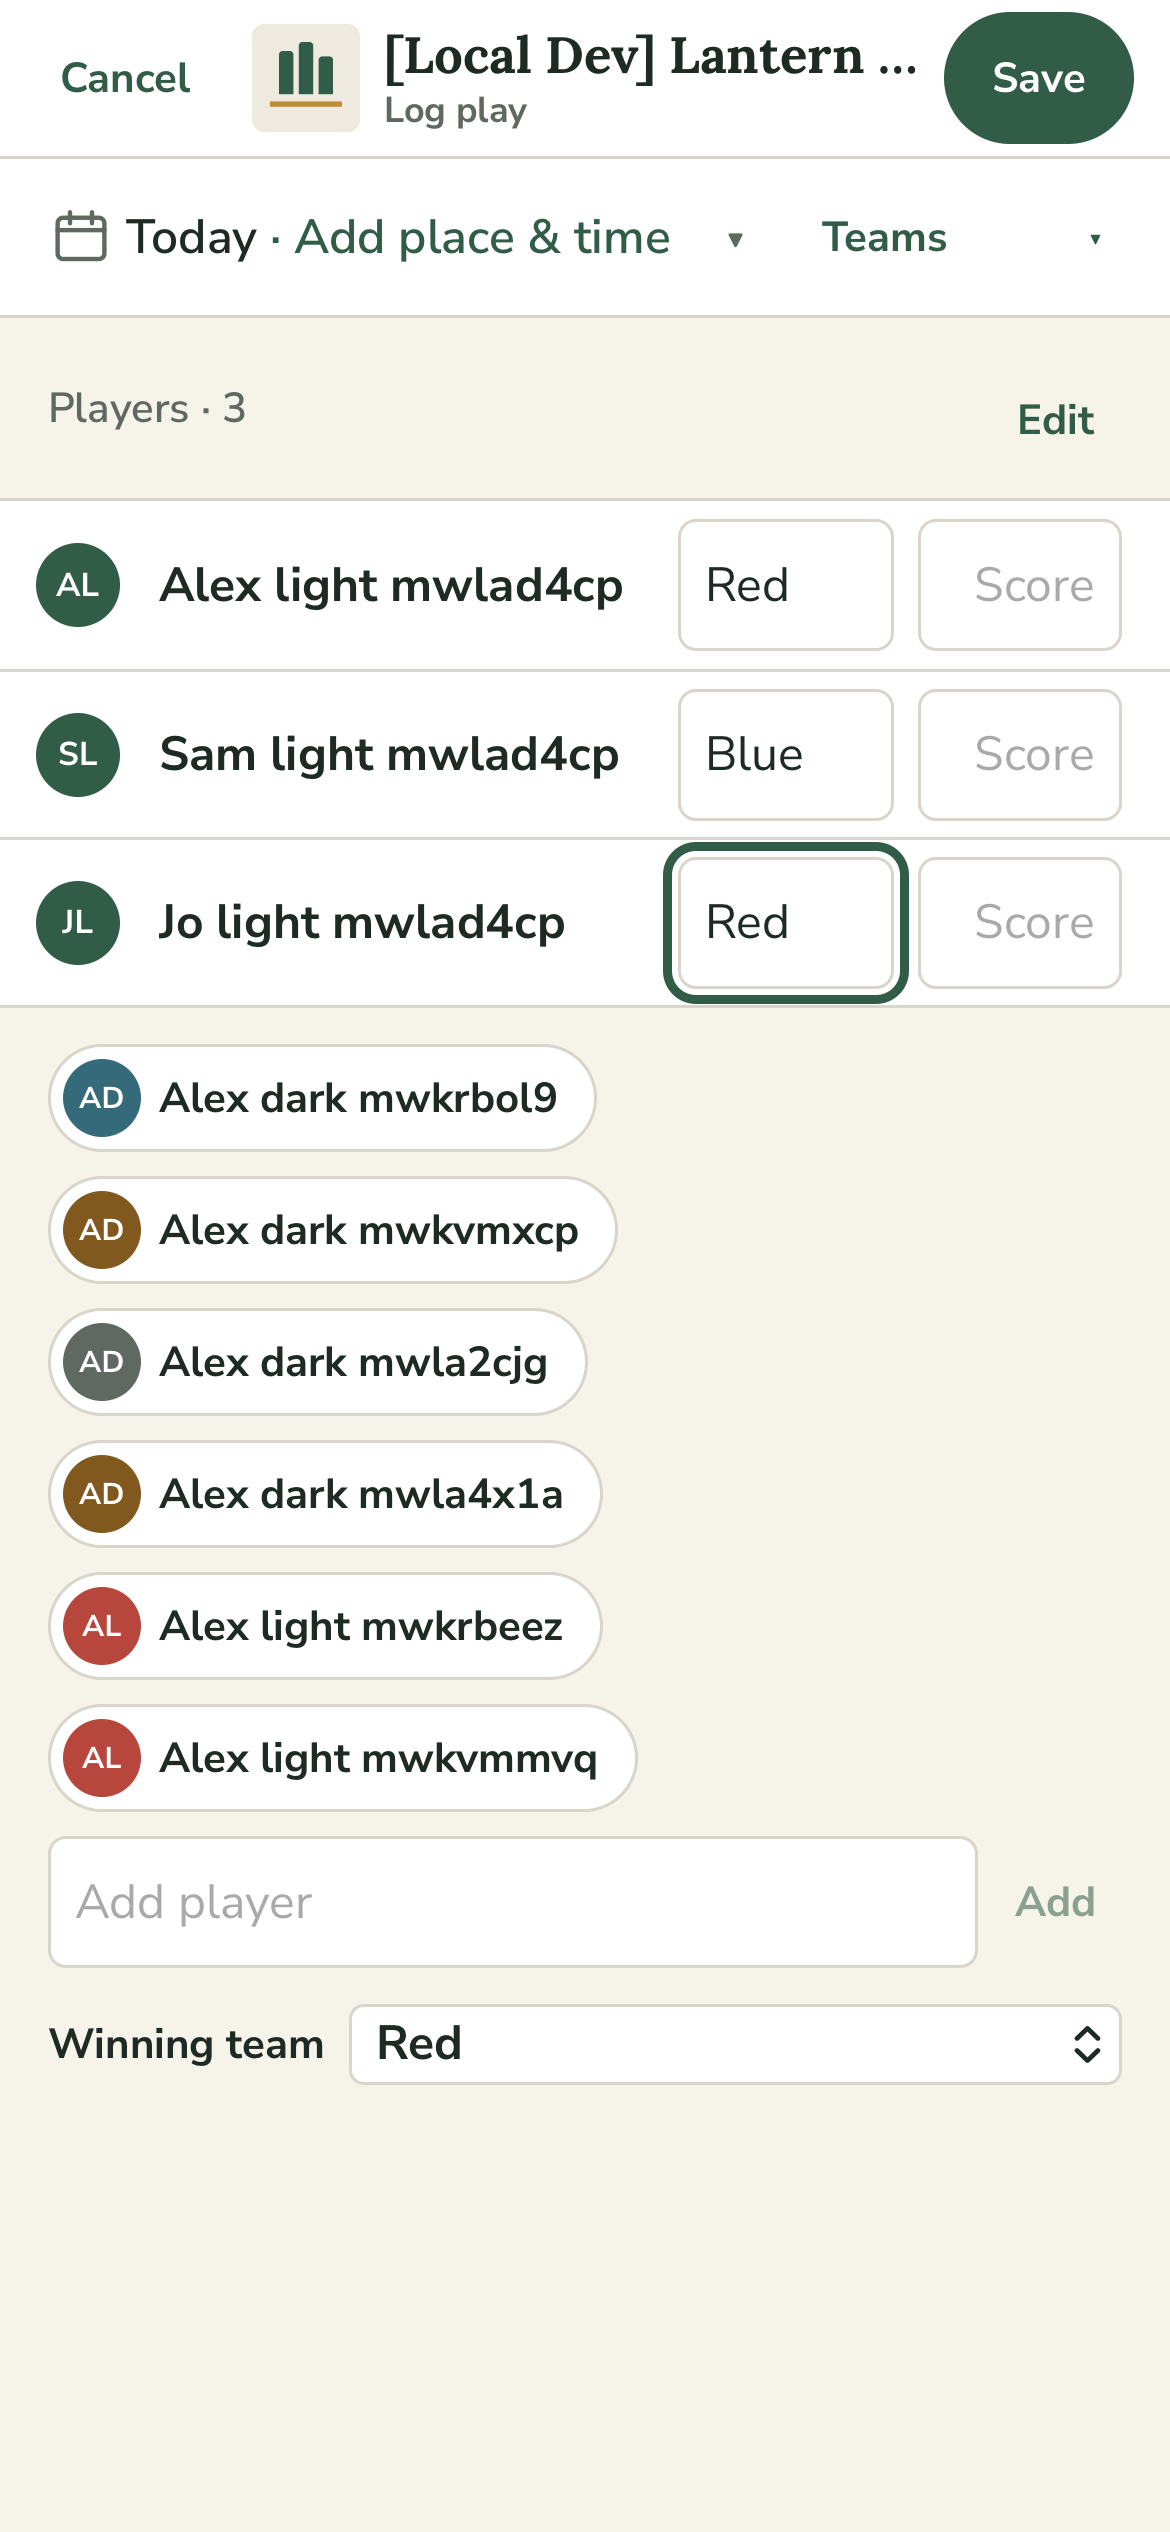 Cancel
[Local Dev] Lantern ...
Log play
Save
Today · Add place & time
Teams
Players · 3
Edit
AL Alex light mwlad4cp Red Score
SL Sam light mwlad4cp Blue Score
JL Jo light mwlad4cp Red Score
AD Alex dark mwkrbol9
AD Alex dark mwkvmxcp
AD Alex dark mwla2cjg
AD Alex dark mwla4x1a
AL Alex light mwkrbeez
AL Alex light mwkvmmvq
Add player Add
Winning team Red